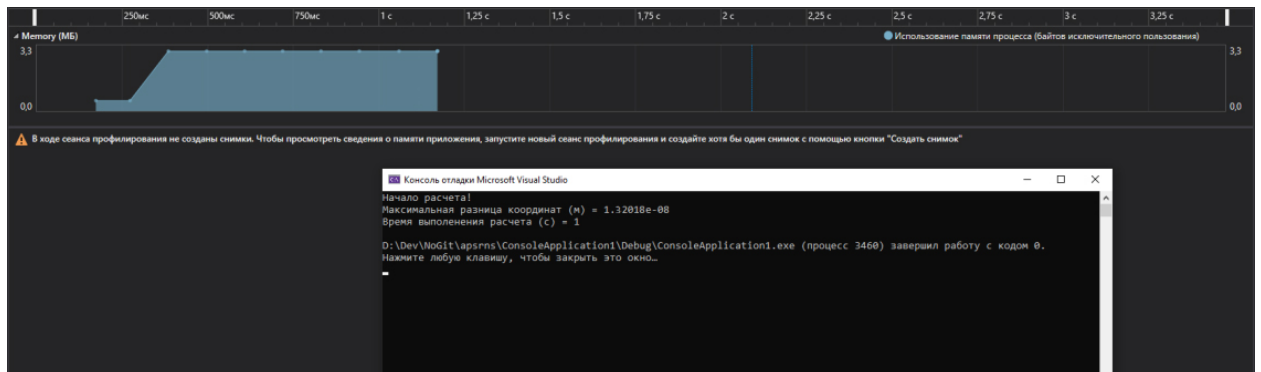 250мс 500мс 750мс 1 с 1,25 с 1,5 с 1,75 с 2 с 2,25 с 2,5 с 2,75 с 3 с 3,25 с
Memory (МБ) Использование памяти процесса (байтов исключительного пользования)
3,3 3,3
0,0 0,0
В ходе сеанса профилирования не созданы снимки. Чтобы просмотреть сведения о памяти приложения, запустите новый сеанс профилирования и создайте хотя бы один снимок с помощью кнопки "Создать снимок"
Консоль отладки Microsoft Visual Studio
Начало расчета!
Максимальная разница координат (м) = 1.32018e-08
Время выполенения расчета (с) = 1
D:\Dev\NoGit\apsrns\ConsoleApplication1\Debug\ConsoleApplication1.exe (процесс 3460) завершил работу с кодом 0.
Нажмите любую клавишу, чтобы закрыть это окно…